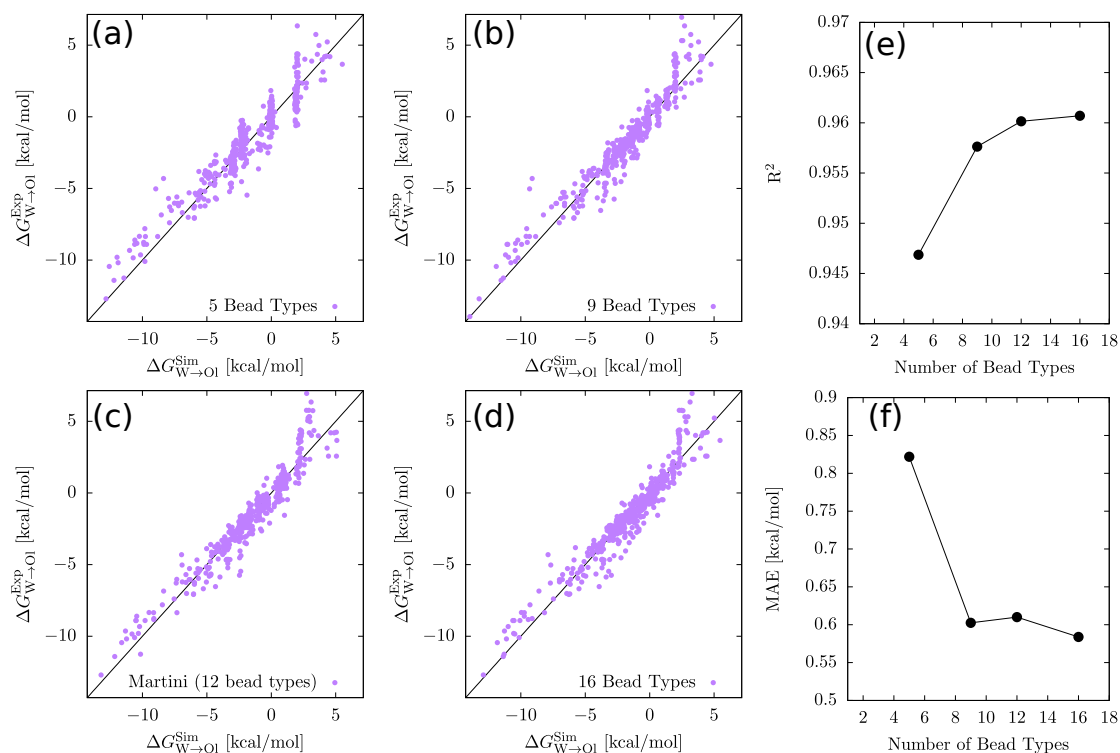 (a)
5
0
−5
−10
ΔG^Exp_W→Ol [kcal/mol]
5 Bead Types
−10 −5 0 5
ΔG^Sim_W→Ol [kcal/mol]
(b)
5
0
−5
−10
ΔG^Exp_W→Ol [kcal/mol]
9 Bead Types
−10 −5 0 5
ΔG^Sim_W→Ol [kcal/mol]
(e)
0.97
0.965
0.96
0.955
0.95
0.945
0.94
R²
2 4 6 8 10 12 14 16 18
Number of Bead Types
(c)
5
0
−5
−10
ΔG^Exp_W→Ol [kcal/mol]
Martini (12 bead types)
−10 −5 0 5
ΔG^Sim_W→Ol [kcal/mol]
(d)
5
0
−5
−10
ΔG^Exp_W→Ol [kcal/mol]
16 Bead Types
−10 −5 0 5
ΔG^Sim_W→Ol [kcal/mol]
(f)
0.9
0.85
0.8
0.75
0.7
0.65
0.6
0.55
0.5
MAE [kcal/mol]
2 4 6 8 10 12 14 16 18
Number of Bead Types